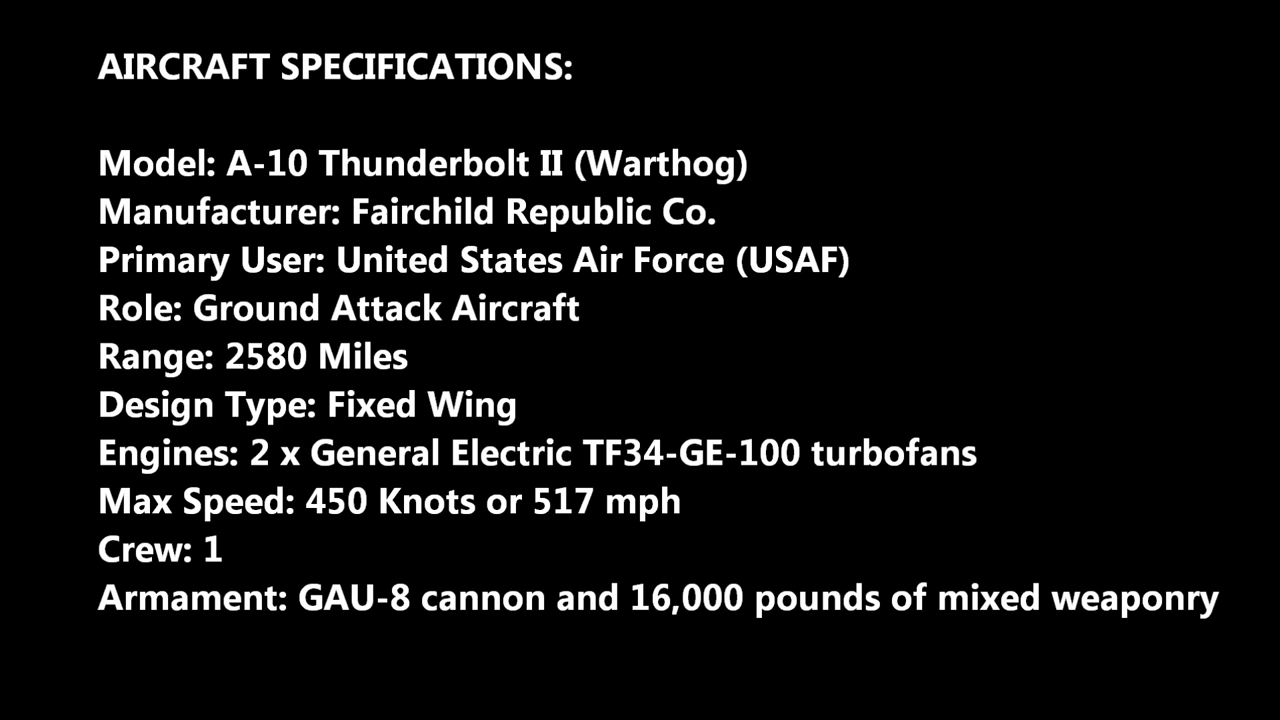 AIRCRAFT SPECIFICATIONS:
Model: A-10 Thunderbolt II (Warthog)
Manufacturer: Fairchild Republic Co.
Primary User: United States Air Force (USAF)
Role: Ground Attack Aircraft
Range: 2580 Miles
Design Type: Fixed Wing
Engines: 2 x General Electric TF34-GE-100 turbofans
Max Speed: 450 Knots or 517 mph
Crew: 1
Armament: GAU-8 cannon and 16,000 pounds of mixed weaponry